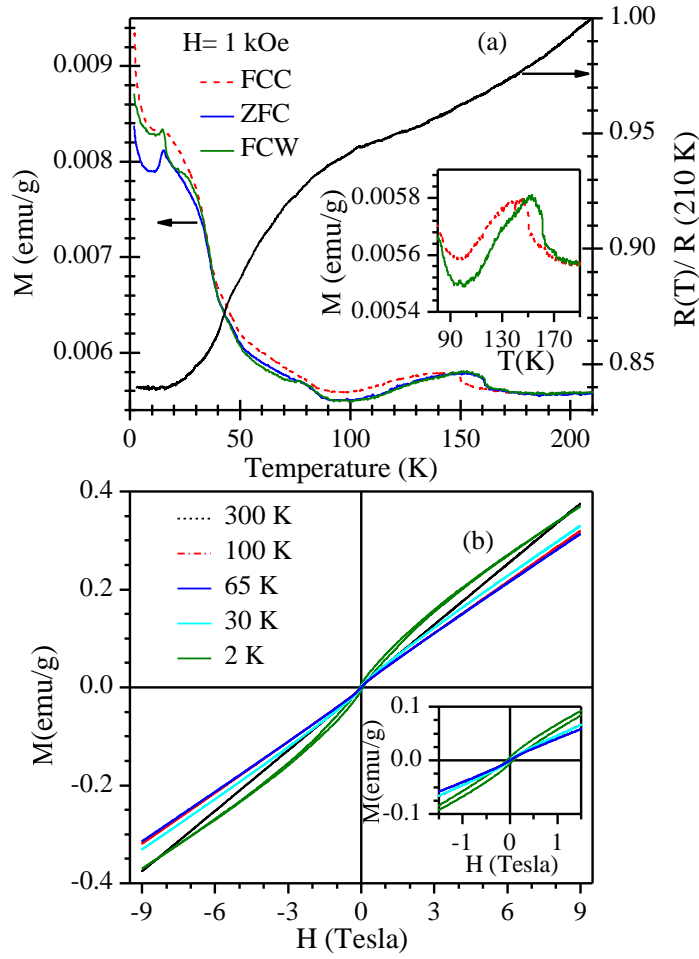 H= 1 kOe
(a)
FCC
ZFC
FCW
0.009
0.008
0.007
0.006
M (emu/g)
1.00
0.95
0.90
0.85
R(T)/ R (210 K)
0.0058
0.0056
0.0054
M (emu/g)
90 120 150 180
T(K)
0 50 100 150 200
Temperature (K)
0.4
0.2
0.0
-0.2
-0.4
M(emu/g)
300 K
100 K
65 K
30 K
2 K
(b)
0.1
0.0
-0.1
M(emu/g)
-1 0 1
H (Tesla)
-9 -6 -3 0 3 6 9
H (Tesla)